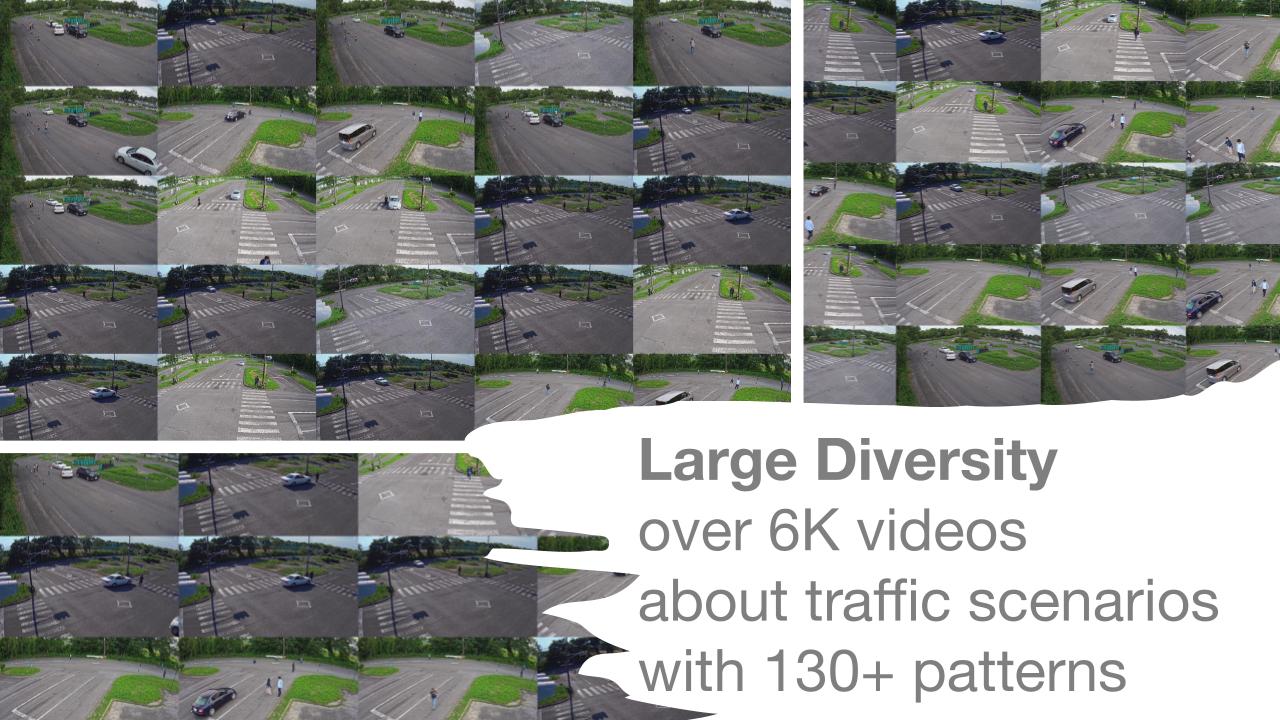 Large Diversity
over 6K videos
about traffic scenarios
with 130+ patterns